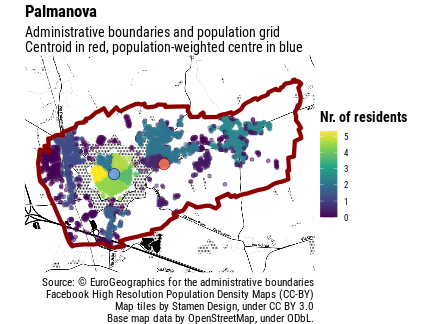 Palmanova
Administrative boundaries and population grid
Centroid in red, population-weighted centre in blue
Nr. of residents
5
4
3
2
1
0
Source: © EuroGeographics for the administrative boundaries
Facebook High Resolution Population Density Maps (CC-BY)
Map tiles by Stamen Design, under CC BY 3.0
Base map data by OpenStreetMap, under ODbL.